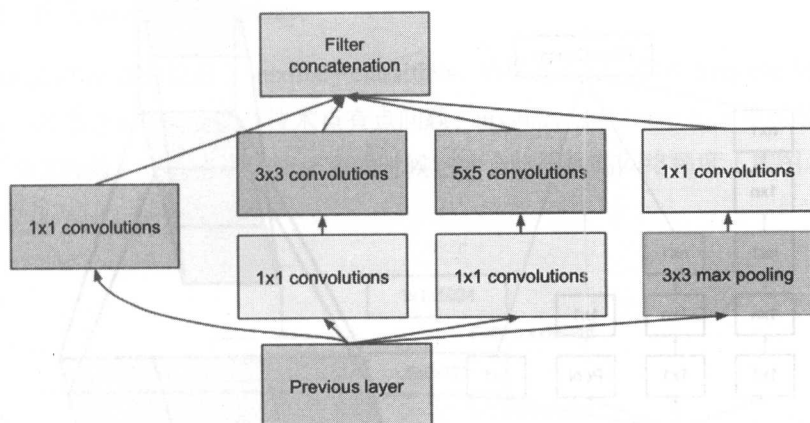 Filter
concatenation
3x3 convolutions
5x5 convolutions
1x1 convolutions
1x1 convolutions
1x1 convolutions
1x1 convolutions
3x3 max pooling
Previous layer